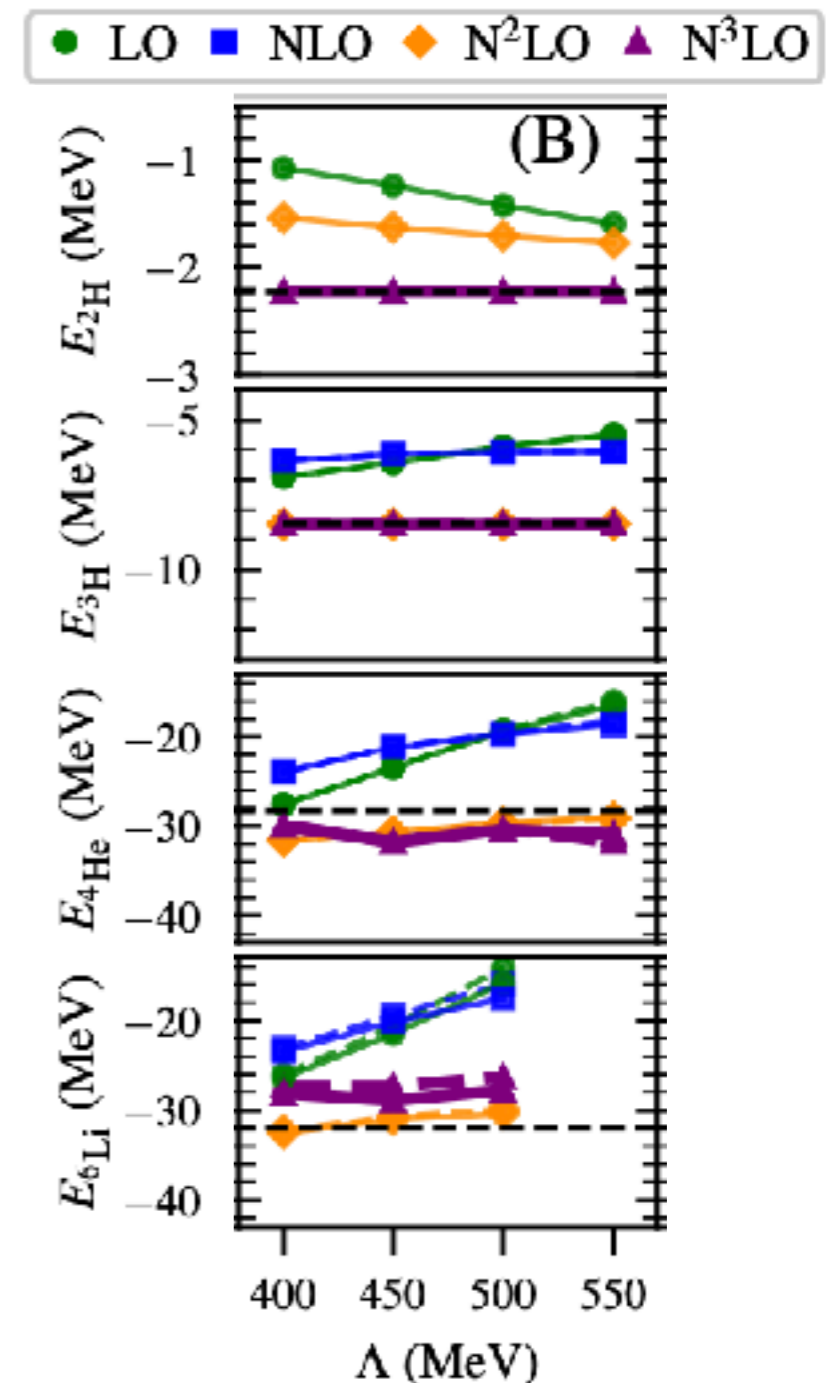 LO NLO N²LO N³LO
(B)
E²H (MeV)
−1
−2
−3
E³H (MeV)
−5
−10
E⁴He (MeV)
−20
−30
−40
E⁶Li (MeV)
−20
−30
−40
400 450 500 550
Λ (MeV)